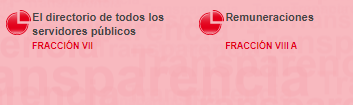 El directorio de todos los
servidores públicos
FRACCIÓN VII
Remuneraciones
FRACCIÓN VIII A